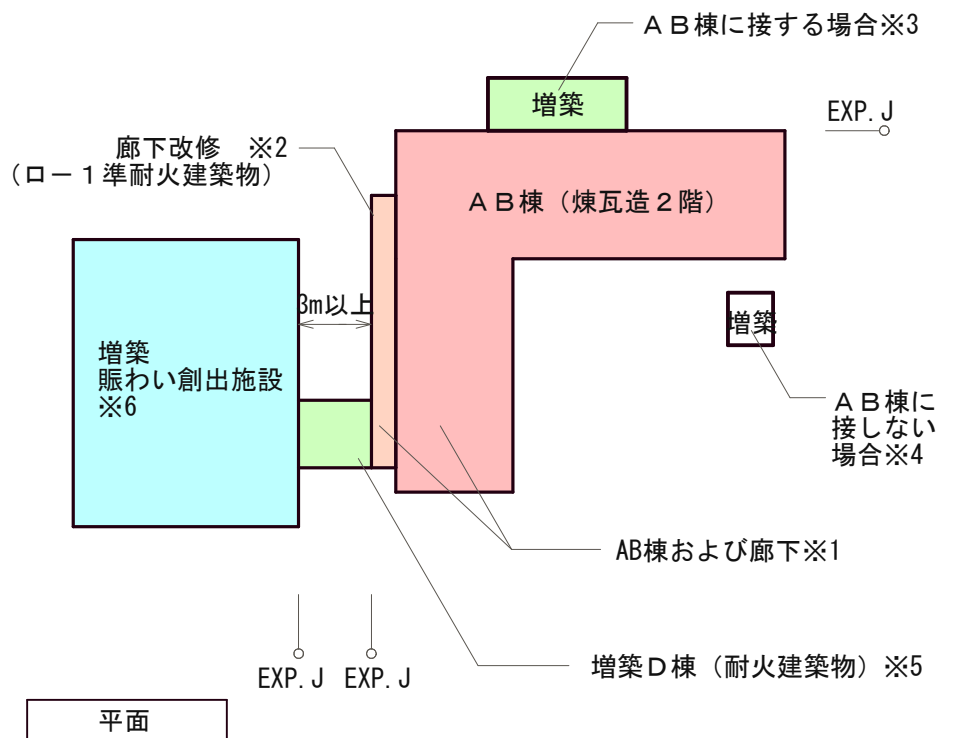 ＡＢ棟に接する場合※3
増築
EXP.J
廊下改修　※2
（ロー１準耐火建築物）
ＡＢ棟（煉瓦造２階）
3m以上
増築
増築
賑わい創出施設
※6
ＡＢ棟に
接しない
場合※4
AB棟および廊下※1
増築Ｄ棟（耐火建築物）※5
EXP.J
EXP.J
平面